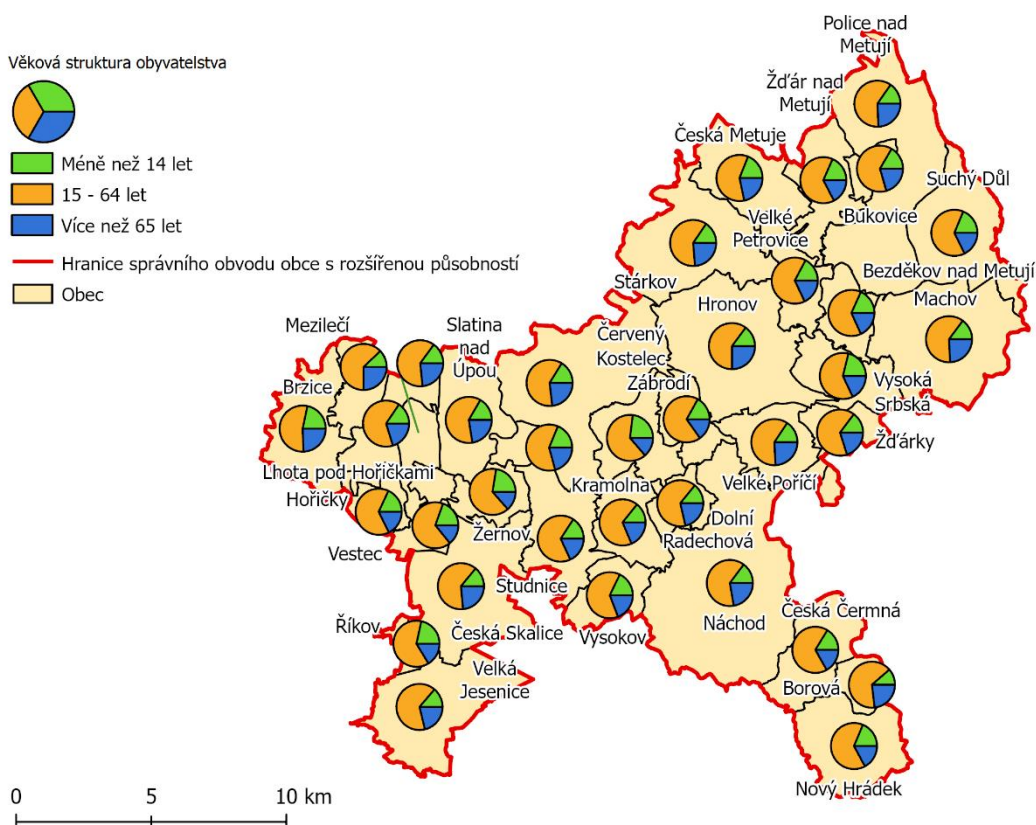 Věková struktura obyvatelstva
Méně než 14 let
15 - 64 let
Více než 65 let
Hranice správního obvodu obce s rozšířenou působností
Obec
Police nad
Metují
Žďár nad
Metují
Česká Metuje
Suchý Důl
Bukovice
Velké
Petrovice
Bezděkov nad Metují
Stárkov
Hronov
Machov
Mezilečí
Slatina
nad
Úpou
Červený
Kostelec
Brzice
Zábrodí
Vysoká
Srbská
Žďárky
Lhota pod Hořičkami
Hořičky
Kramolna
Velké Poříčí
Vestec
Žernov
Dolní
Radechová
Studnice
Říkov
Česká Skalice
Vysokov
Náchod
Česká Čermná
Velká
Jesenice
Borová
Nový Hrádek
0 5 10 km